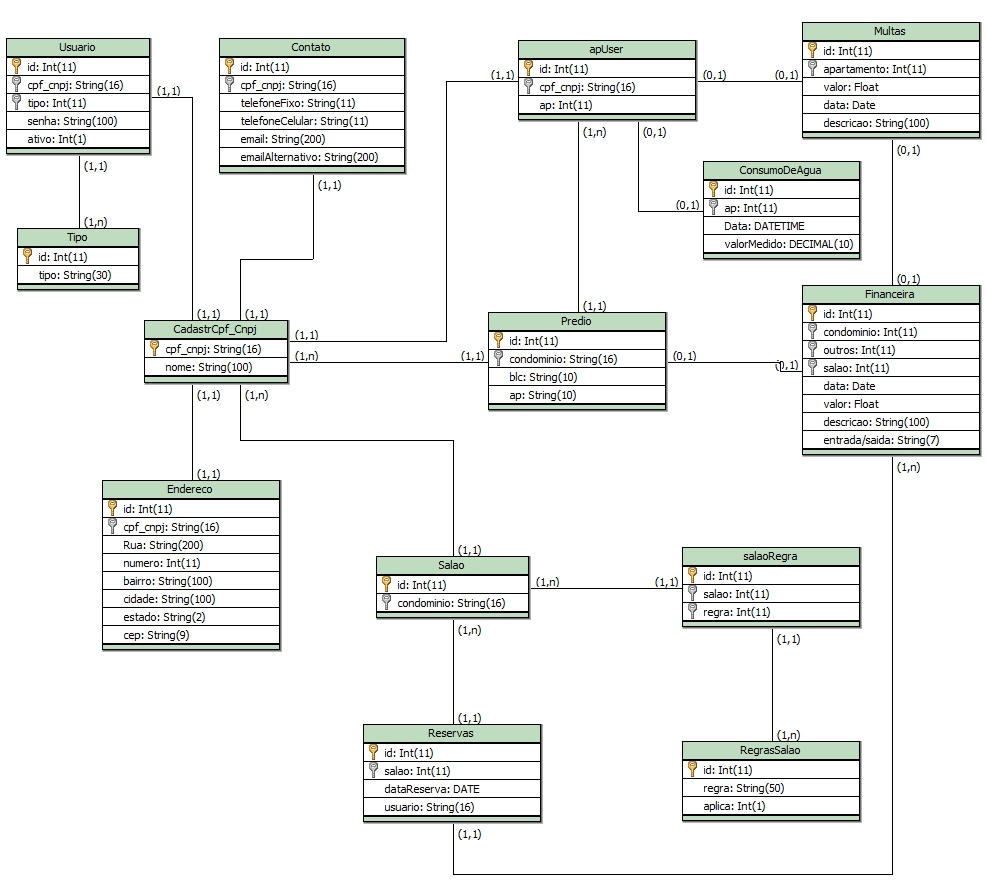 Usuario
id: Int(11)
cpf_cnpj: String(16)
tipo: Int(11)
senha: String(100)
ativo: Int(1)
(1,1)
(1,1)
(1,n)
Tipo
id: Int(11)
tipo: String(30)
Contato
id: Int(11)
cpf_cnpj: String(16)
telefoneFixo: String(11)
telefoneCelular: String(11)
email: String(200)
emailAlternativo: String(200)
(1,1)
apUser
id: Int(11)
cpf_cnpj: String(16)
ap: Int(11)
(1,1)
(0,1)
(0,1)
(1,n)
(0,1)
Multas
id: Int(11)
apartamento: Int(11)
valor: Float
data: Date
descricao: String(100)
(0,1)
ConsumoDeAgua
id: Int(11)
ap: Int(11)
Data: DATETIME
valorMedido: DECIMAL(10)
(0,1)
(0,1)
Financeira
id: Int(11)
condominio: Int(11)
outros: Int(11)
salao: Int(11)
data: Date
valor: Float
descricao: String(100)
entrada/saida: String(7)
(0,1)
(1,n)
(1,1)
Predio
id: Int(11)
condominio: String(16)
blc: String(10)
ap: String(10)
(1,1)
(0,1)
(1,1)
(1,1)
CadastrCpf_Cnpj
cpf_cnpj: String(16)
nome: String(100)
(1,1)
(1,n)
(1,1)
(1,n)
(1,1)
Endereco
id: Int(11)
cpf_cnpj: String(16)
Rua: String(200)
numero: Int(11)
bairro: String(100)
cidade: String(100)
estado: String(2)
cep: String(9)
(1,1)
Salao
id: Int(11)
condominio: String(16)
(1,n)
(1,1)
(1,n)
salaoRegra
id: Int(11)
salao: Int(11)
regra: Int(11)
(1,1)
(1,n)
RegrasSalao
id: Int(11)
regra: String(50)
aplica: Int(1)
(1,1)
Reservas
id: Int(11)
salao: Int(11)
dataReserva: DATE
usuario: String(16)
(1,1)